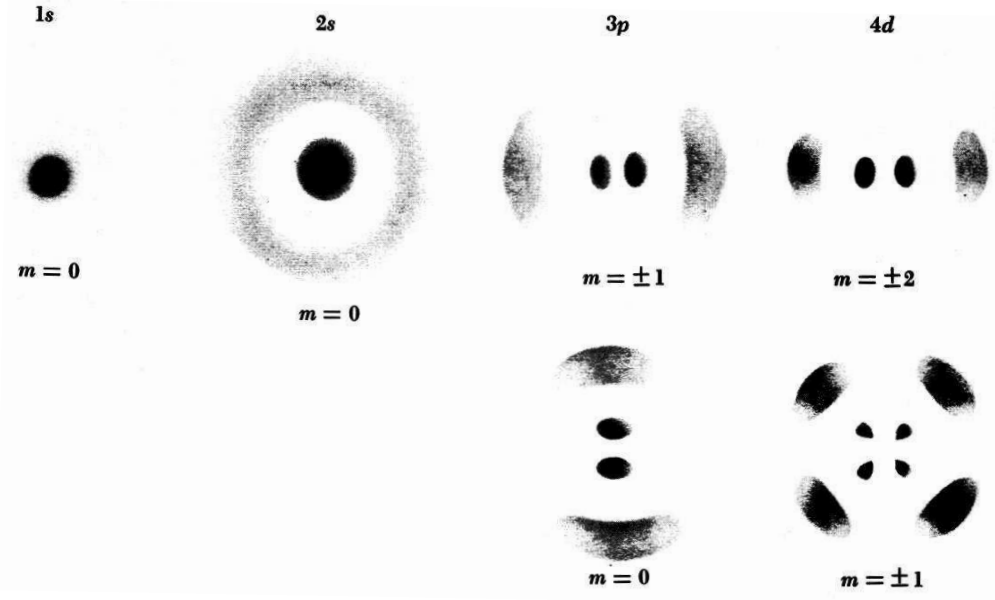 1s
2s
3p
4d
m = 0
m = 0
m = ±1
m = ±2
m = 0
m = ±1